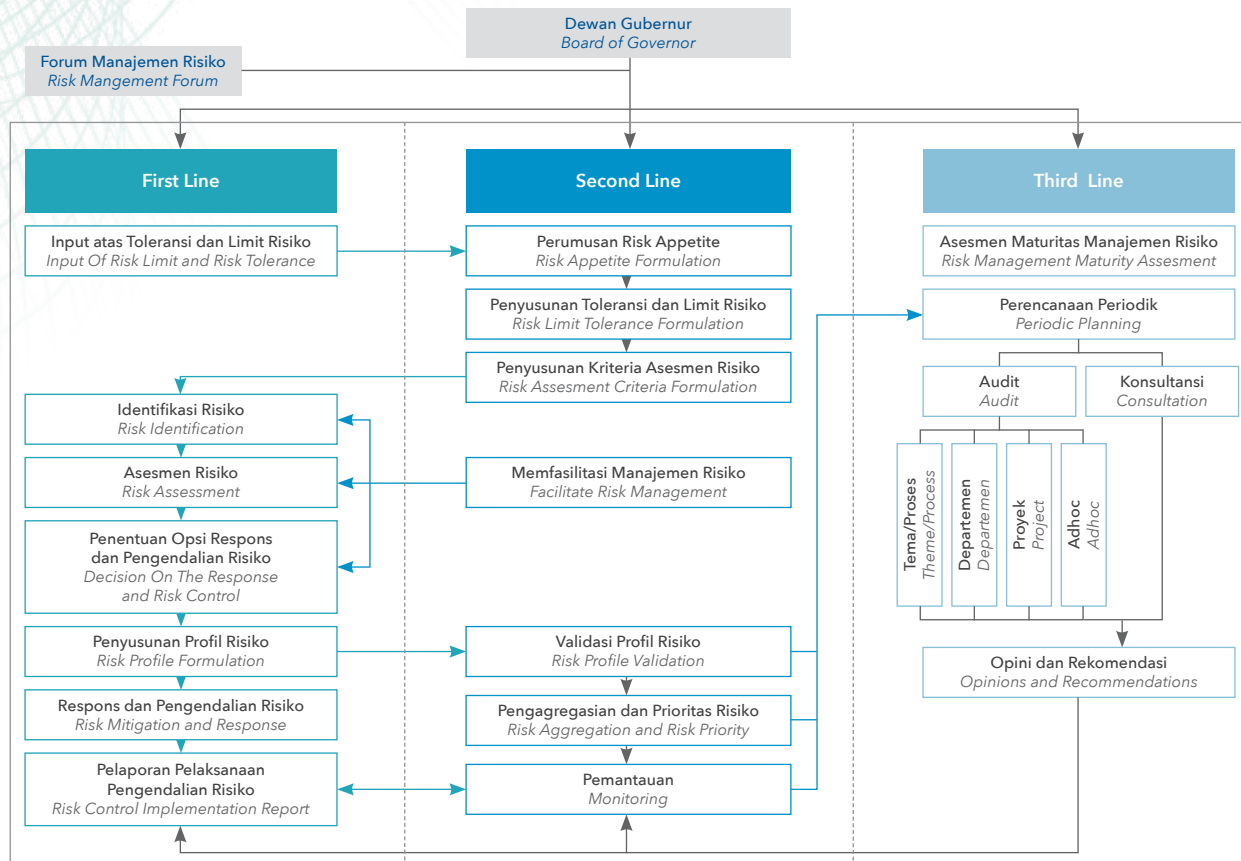 Dewan Gubernur
Board of Governor
Forum Manajemen Risiko
Risk Mangement Forum
First Line
Input atas Toleransi dan Limit Risiko
Input Of Risk Limit and Risk Tolerance
Identifikasi Risiko
Risk Identification
Asesmen Risiko
Risk Assessment
Penentuan Opsi Respons
dan Pengendalian Risiko
Decision On The Response
and Risk Control
Penyusunan Profil Risiko
Risk Profile Formulation
Respons dan Pengendalian Risiko
Risk Mitigation and Response
Pelaporan Pelaksanaan
Pengendalian Risiko
Risk Control Implementation Report
Second Line
Perumusan Risk Appetite
Risk Appetite Formulation
Penyusunan Toleransi dan Limit Risiko
Risk Limit Tolerance Formulation
Penyusunan Kriteria Asesmen Risiko
Risk Assesment Criteria Formulation
Memfasilitasi Manajemen Risiko
Facilitate Risk Management
Validasi Profil Risiko
Risk Profile Validation
Pengagregasian dan Prioritas Risiko
Risk Aggregation and Risk Priority
Pemantauan
Monitoring
Third Line
Asesmen Maturitas Manajemen Risiko
Risk Management Maturity Assesment
Perencanaan Periodik
Periodic Planning
Audit
Audit
Konsultansi
Consultation
Tema/Proses
Theme/Process
Departemen
Departemen
Proyek
Project
Adhoc
Adhoc
Opini dan Rekomendasi
Opinions and Recommendations